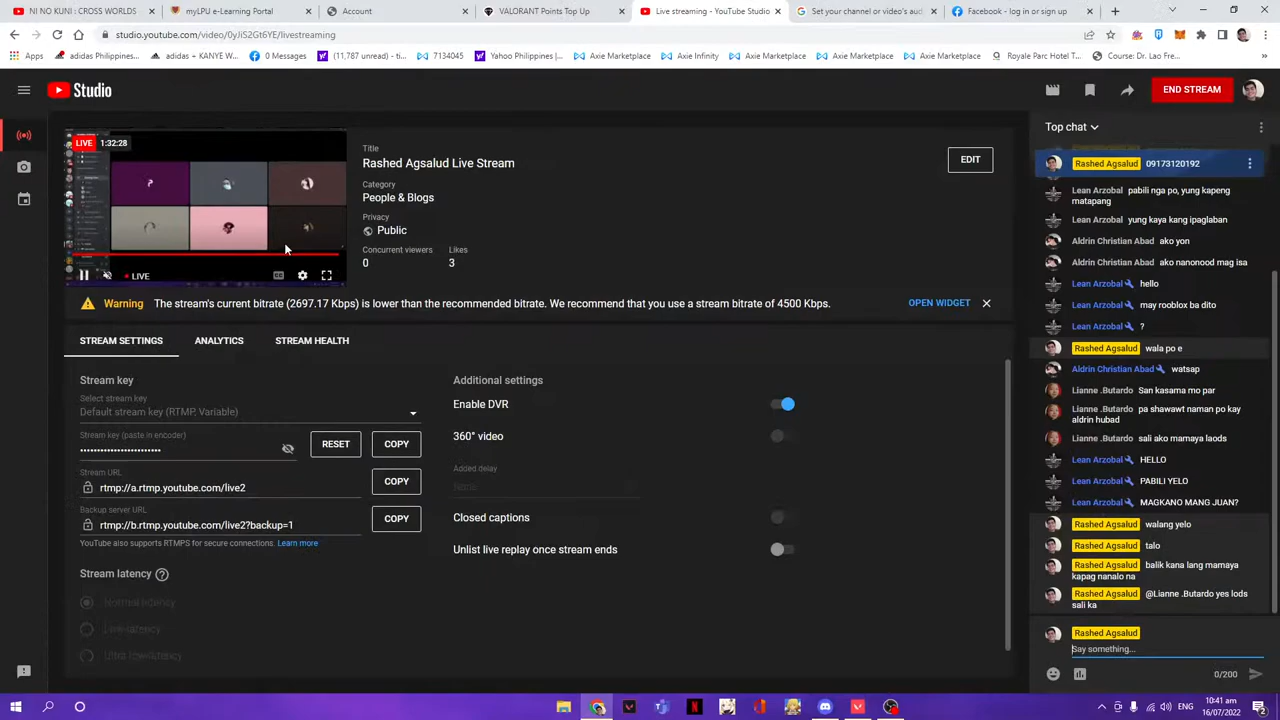 NI NO KUNI : CROSS WORLDS
myLPU e-Learning Portal
Account
VALORANT Points Top Up
Live streaming - YouTube Studio
Set your channel or video's aud
Facebook - log in or sign up
studio.youtube.com/video/0yJiS2Gt6YE/livestreaming
adidas Philippines...
adidas + KANYE W...
0 Messages
(11,787 unread) - t...
7134045
Yahoo Philippines |...
Axie Marketplace
Axie Infinity
Axie Marketplace
Axie Marketplace
Axie Marketplace
Royale Parc Hotel T...
Course: Dr. Lao Fre...
Studio
END STREAM
LIVE 1:32:28
LIVE
Title
Rashed Agsalud Live Stream
Category
People & Blogs
Privacy
Public
Concurrent viewers
0
Likes
3
EDIT
Warning The stream's current bitrate (2697.17 Kbps) is lower than the recommended bitrate. We recommend that you use a stream bitrate of 4500 Kbps.
OPEN WIDGET
STREAM SETTINGS
ANALYTICS
STREAM HEALTH
Stream key
Select stream key
Default stream key (RTMP, Variable)
Stream key (paste in encoder)
RESET
COPY
Stream URL
rtmp://a.rtmp.youtube.com/live2
COPY
Backup server URL
rtmp://b.rtmp.youtube.com/live2?backup=1
COPY
YouTube also supports RTMPS for secure connections. Learn more
Stream latency
Normal latency
Low-latency
Ultra low-latency
Additional settings
Enable DVR
360° video
Added delay
None
Closed captions
Unlist live replay once stream ends
Top chat
Rashed Agsalud 09173120192
Lean Arzobal pabili nga po, yung kapeng
matapang
Lean Arzobal yung kaya kang ipaglaban
Aldrin Christian Abad ako yon
Aldrin Christian Abad ako nanonood mag isa
Lean Arzobal hello
Lean Arzobal may rooblox ba dito
Lean Arzobal ?
Rashed Agsalud wala po e
Aldrin Christian Abad watsap
Lianne .Butardo San kasama mo par
Lianne .Butardo pa shawawt naman po kay
aldrin hubad
Lianne .Butardo sali ako mamaya laods
Lean Arzobal HELLO
Lean Arzobal PABILI YELO
Lean Arzobal MAGKANO MANG JUAN?
Rashed Agsalud walang yelo
Rashed Agsalud talo
Rashed Agsalud balik kana lang mamaya
kapag nanalo na
Rashed Agsalud @Lianne .Butardo yes lods
sali ka
Rashed Agsalud
Say something...
0/200
ENG
10:41 am
16/07/2022